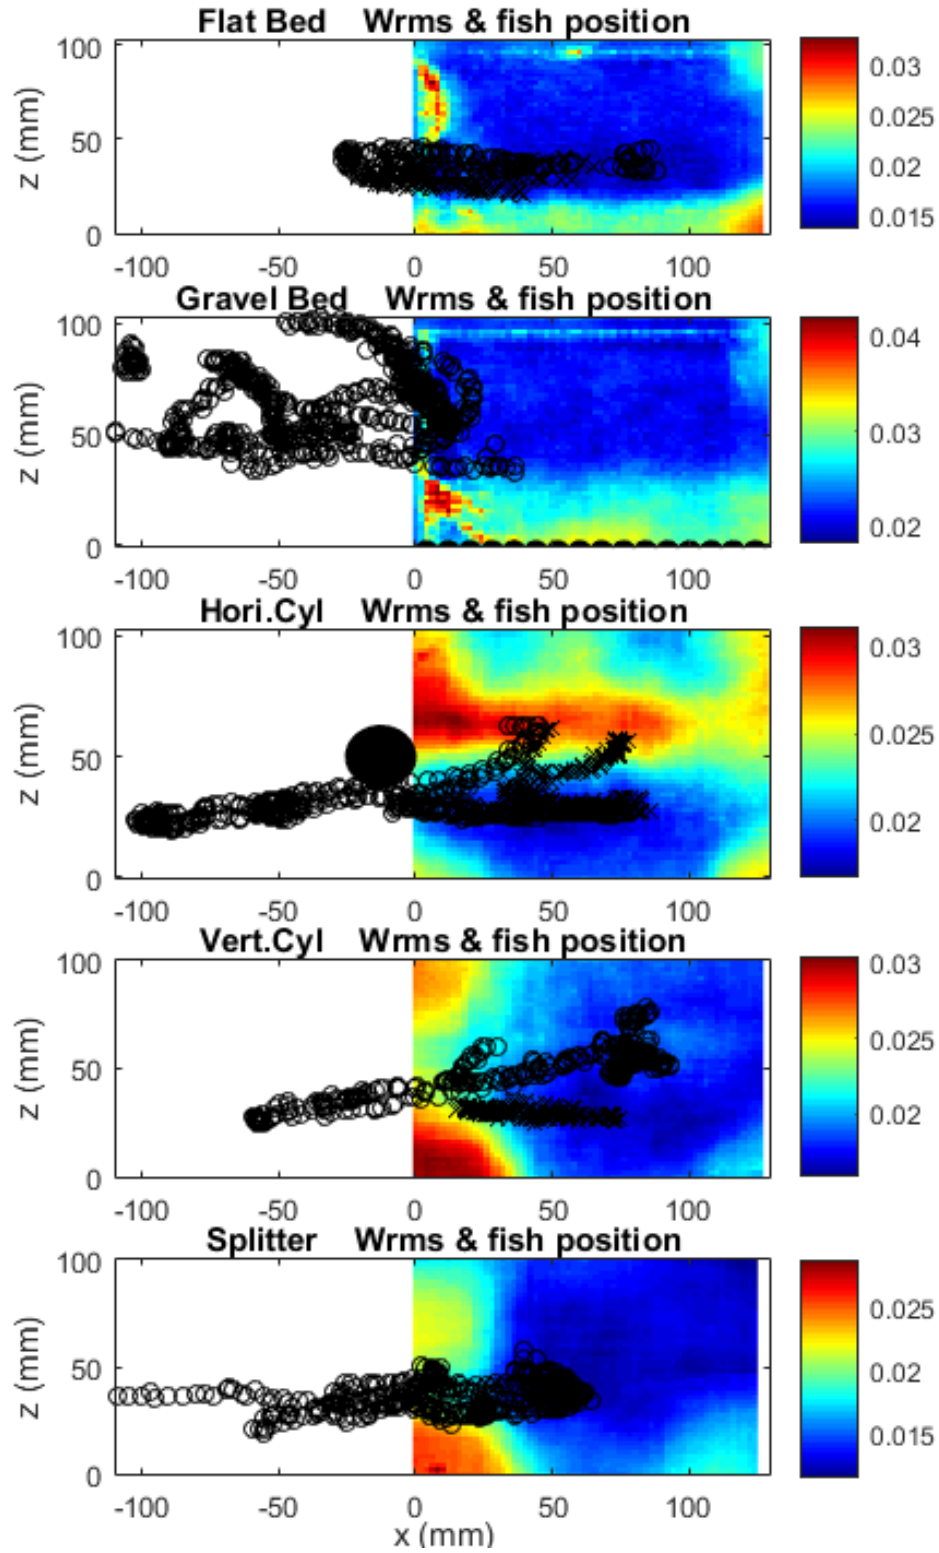 Flat Bed Wrms & fish position
100
50
0
z (mm)
-100 -50 0 50 100
0.03
0.025
0.02
0.015
Gravel Bed Wrms & fish position
100
50
0
z (mm)
-100 -50 0 50 100
0.04
0.03
0.02
Hori.Cyl Wrms & fish position
100
50
0
z (mm)
-100 -50 0 50 100
0.03
0.02
Vert.Cyl Wrms & fish position
100
50
0
z (mm)
-100 -50 0 50 100
0.03
0.02
Splitter Wrms & fish position
100
50
0
z (mm)
-100 -50 0 50 100
x (mm)
0.025
0.02
0.015